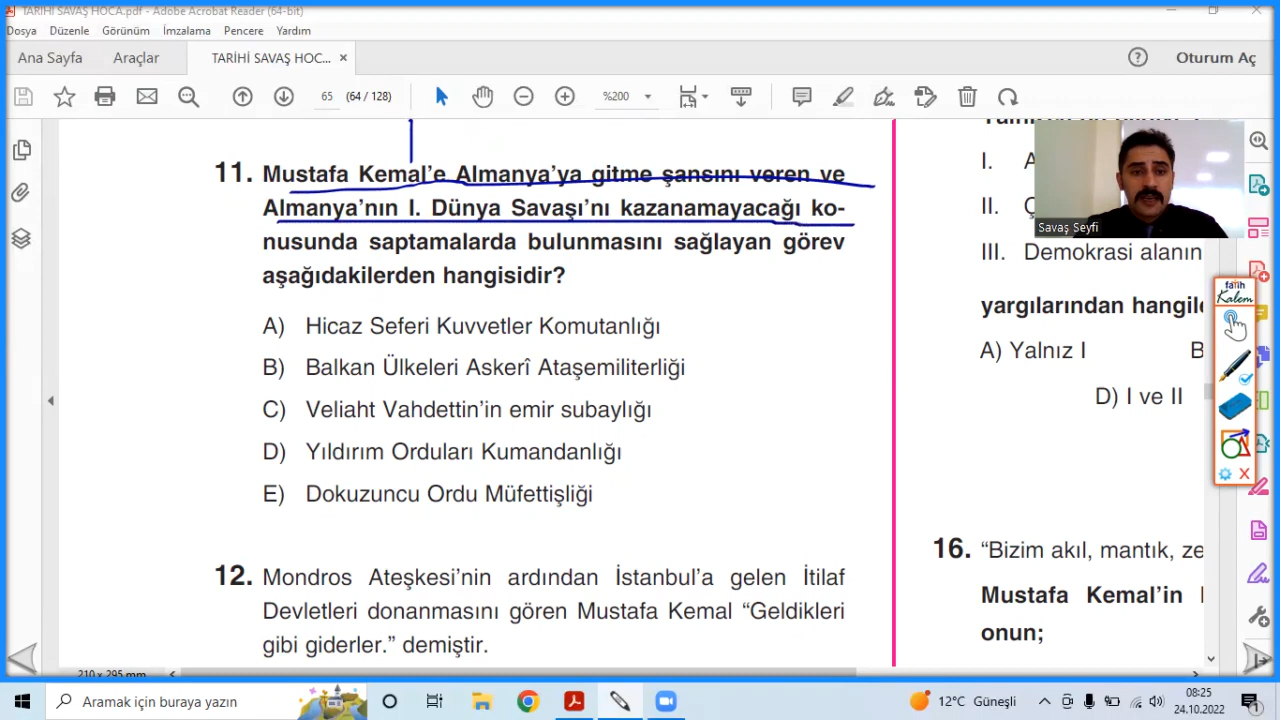 TARİHİ SAVAŞ HOCA.pdf - Adobe Acrobat Reader (64-bit)
Dosya Düzenle Görünüm İmzalama Pencere Yardım
Ana Sayfa Araçlar TARİHİ SAVAŞ HOC... × Oturum Aç
65 (64 / 128) %200
11. Mustafa Kemal’e Almanya’ya gitme şansını veren ve
Almanya’nın I. Dünya Savaşı’nı kazanamayacağı ko-
nusunda saptamalarda bulunmasını sağlayan görev
aşağıdakilerden hangisidir?
A) Hicaz Seferi Kuvvetler Komutanlığı
B) Balkan Ülkeleri Askerî Ataşemiliterliği
C) Veliaht Vahdettin’in emir subaylığı
D) Yıldırım Orduları Kumandanlığı
E) Dokuzuncu Ordu Müfettişliği
12. Mondros Ateşkesi’nin ardından İstanbul’a gelen İtilaf
Devletleri donanmasını gören Mustafa Kemal “Geldikleri
gibi giderler.” demiştir.
210 x 295 mm
I. A
II.
III. Demokrasi alanın
yargılarından hangile
A) Yalnız I B
D) I ve II
16. “Bizim akıl, mantık, ze
Mustafa Kemal’in
onun;
Savaş Seyfi
fatih
Kalem
Aramak için buraya yazın
12°C Güneşli
08:25
24.10.2022